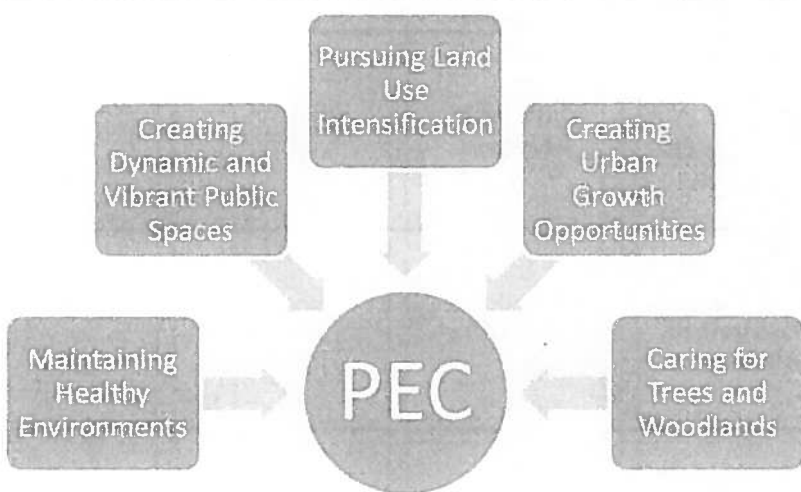 Pursuing Land
Use
Intensification
Creating
Dynamic and
Vibrant Public
Spaces
Creating
Urban
Growth
Opportunities
Maintaining
Healthy
Environments
PEC
Caring for
Trees and
Woodlands